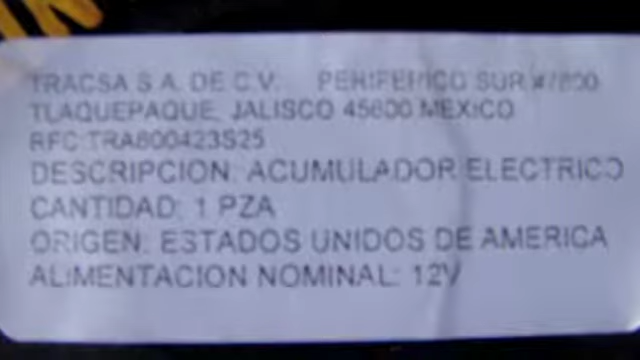 TRACSA S.A. DE C.V. PERIFERICO SUR
TLAQUEPAQUE, JALISCO 45600 MEXICO
RFC:TRA800423S25
DESCRIPCION: ACUMULADOR ELECTRICO
CANTIDAD: 1 PZA
ORIGEN: ESTADOS UNIDOS DE AMERICA
ALIMENTACION NOMINAL: 12V